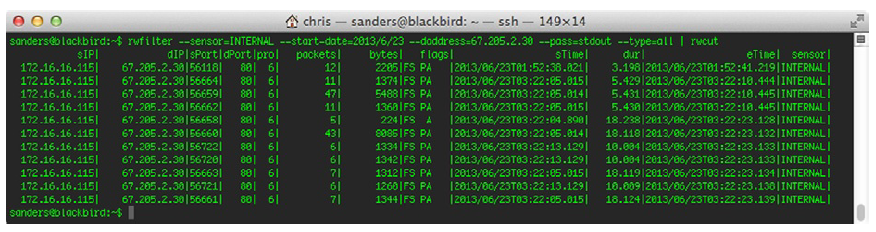 chris — sanders@blackbird: ~ — ssh — 149×14
sanders@blackbird:~$ rwfilter --sensor=INTERNAL --start-date=2013/6/23 --daddress=67.205.2.30 --pass=stdout --type=all | rwcut
sIP| dIP|sPort|dPort|pro| packets| bytes| flags| sTime| dur| eTime| sensor|
172.16.16.115| 67.205.2.30|56118| 80| 6| 12| 2205|FS PA |2013/06/23T01:52:38.021| 3.198|2013/06/23T01:52:41.219|INTERNAL|
172.16.16.115| 67.205.2.30|56664| 80| 6| 11| 1374|FS PA |2013/06/23T03:22:05.015| 5.429|2013/06/23T03:22:10.444|INTERNAL|
172.16.16.115| 67.205.2.30|56659| 80| 6| 47| 5488|FS PA |2013/06/23T03:22:05.014| 5.431|2013/06/23T03:22:10.445|INTERNAL|
172.16.16.115| 67.205.2.30|56662| 80| 6| 11| 1360|FS PA |2013/06/23T03:22:05.015| 5.430|2013/06/23T03:22:10.445|INTERNAL|
172.16.16.115| 67.205.2.30|56658| 80| 6| 5| 224|FS A |2013/06/23T03:22:04.890| 18.238|2013/06/23T03:22:23.128|INTERNAL|
172.16.16.115| 67.205.2.30|56660| 80| 6| 43| 8085|FS PA |2013/06/23T03:22:05.014| 18.118|2013/06/23T03:22:23.132|INTERNAL|
172.16.16.115| 67.205.2.30|56722| 80| 6| 6| 1334|FS PA |2013/06/23T03:22:13.129| 10.004|2013/06/23T03:22:23.133|INTERNAL|
172.16.16.115| 67.205.2.30|56720| 80| 6| 6| 1342|FS PA |2013/06/23T03:22:13.129| 10.004|2013/06/23T03:22:23.133|INTERNAL|
172.16.16.115| 67.205.2.30|56663| 80| 6| 7| 1312|FS PA |2013/06/23T03:22:05.015| 18.119|2013/06/23T03:22:23.134|INTERNAL|
172.16.16.115| 67.205.2.30|56721| 80| 6| 6| 1260|FS PA |2013/06/23T03:22:13.129| 10.009|2013/06/23T03:22:23.138|INTERNAL|
172.16.16.115| 67.205.2.30|56661| 80| 6| 7| 1344|FS PA |2013/06/23T03:22:05.015| 18.124|2013/06/23T03:22:23.139|INTERNAL|
sanders@blackbird:~$